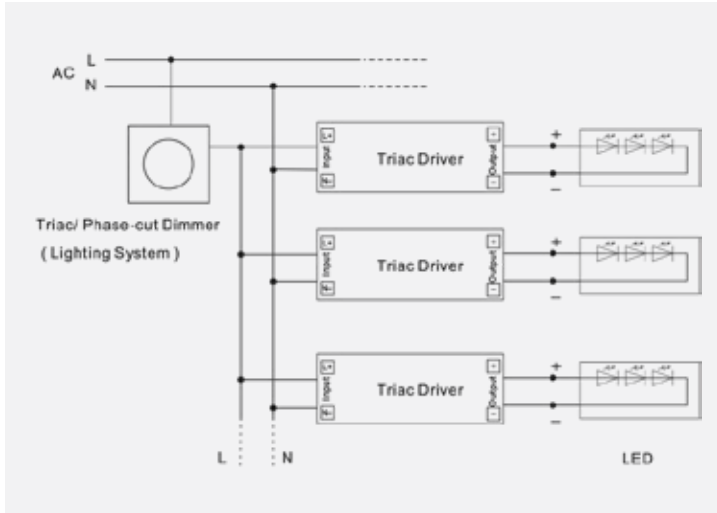 L
AC
N
L+
Input
N-
Triac Driver
+
Output
-
+
−
Triac/ Phase-cut Dimmer
( Lighting System )
L+
Input
N-
Triac Driver
+
Output
-
+
−
L+
Input
N-
Triac Driver
+
Output
-
+
−
L
N
LED